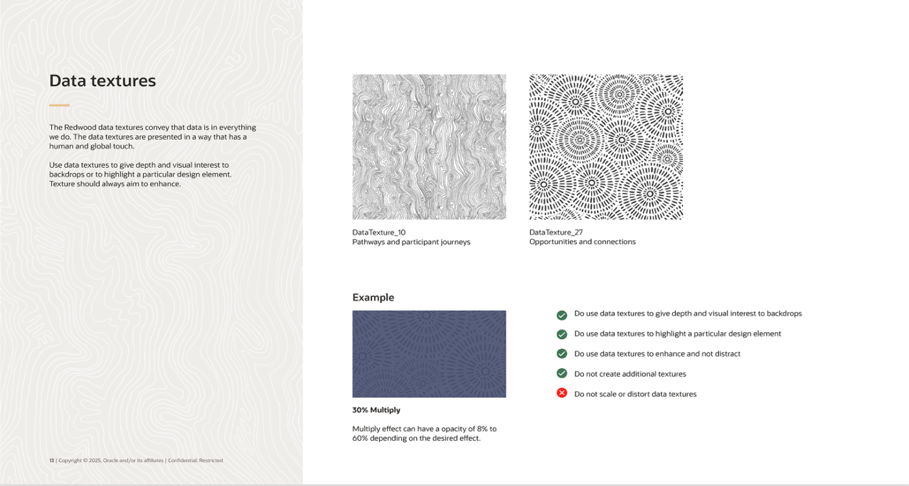 Data textures
The Redwood data textures convey that data is in everything
we do. The data textures are presented in a way that has a
human and global touch.
Use data textures to give depth and visual interest to
backdrops or to highlight a particular design element.
Texture should always aim to enhance.
DataTexture_10
Pathways and participant journeys
DataTexture_27
Opportunities and connections
Example
30% Multiply
Multiply effect can have a opacity of 8% to
60% depending on the desired effect.
Do use data textures to give depth and visual interest to backdrops
Do use data textures to highlight a particular design element
Do use data textures to enhance and not distract
Do not create additional textures
Do not scale or distort data textures
13 | Copyright © 2025, Oracle and/or its affiliates | Confidential: Restricted